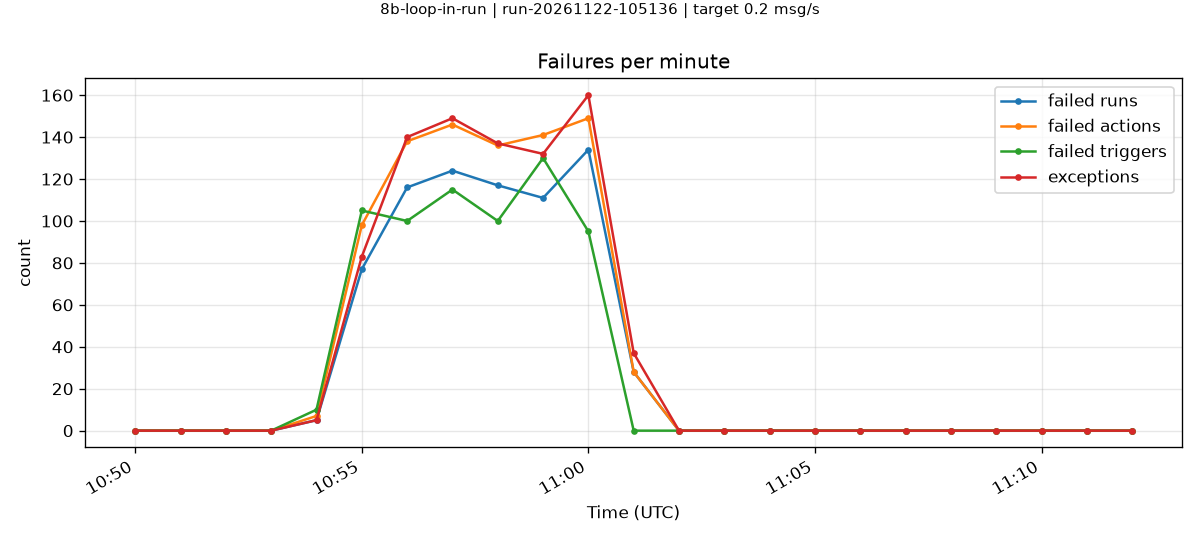 8b-loop-in-run | run-20261122-105136 | target 0.2 msg/s
Failures per minute
failed runs
failed actions
failed triggers
exceptions
count
160
140
120
100
80
60
40
20
0
10:50
10:55
11:00
11:05
11:10
Time (UTC)